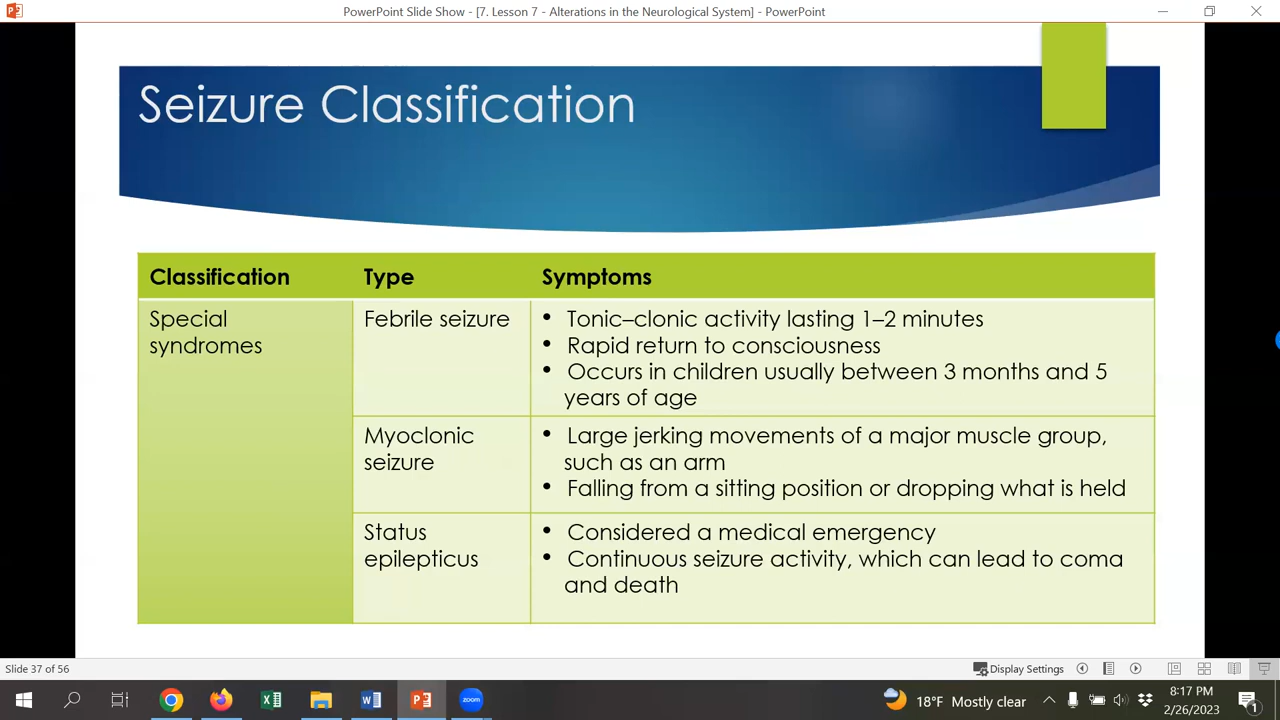 PowerPoint Slide Show - [7. Lesson 7 - Alterations in the Neurological System] - PowerPoint
Seizure Classification
Classification Type Symptoms
Special
syndromes
Febrile seizure
• Tonic–clonic activity lasting 1–2 minutes
• Rapid return to consciousness
• Occurs in children usually between 3 months and 5
years of age
Myoclonic
seizure
• Large jerking movements of a major muscle group,
such as an arm
• Falling from a sitting position or dropping what is held
Status
epilepticus
• Considered a medical emergency
• Continuous seizure activity, which can lead to coma
and death
Slide 37 of 56
Display Settings
zoom
18°F Mostly clear
8:17 PM
2/26/2023
1